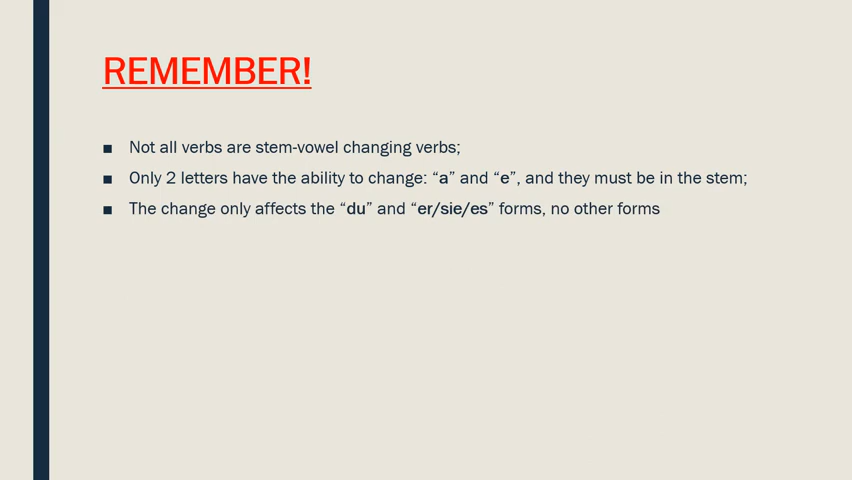 REMEMBER!
■ Not all verbs are stem-vowel changing verbs;
■ Only 2 letters have the ability to change: “a” and “e”, and they must be in the stem;
■ The change only affects the “du” and “er/sie/es” forms, no other forms